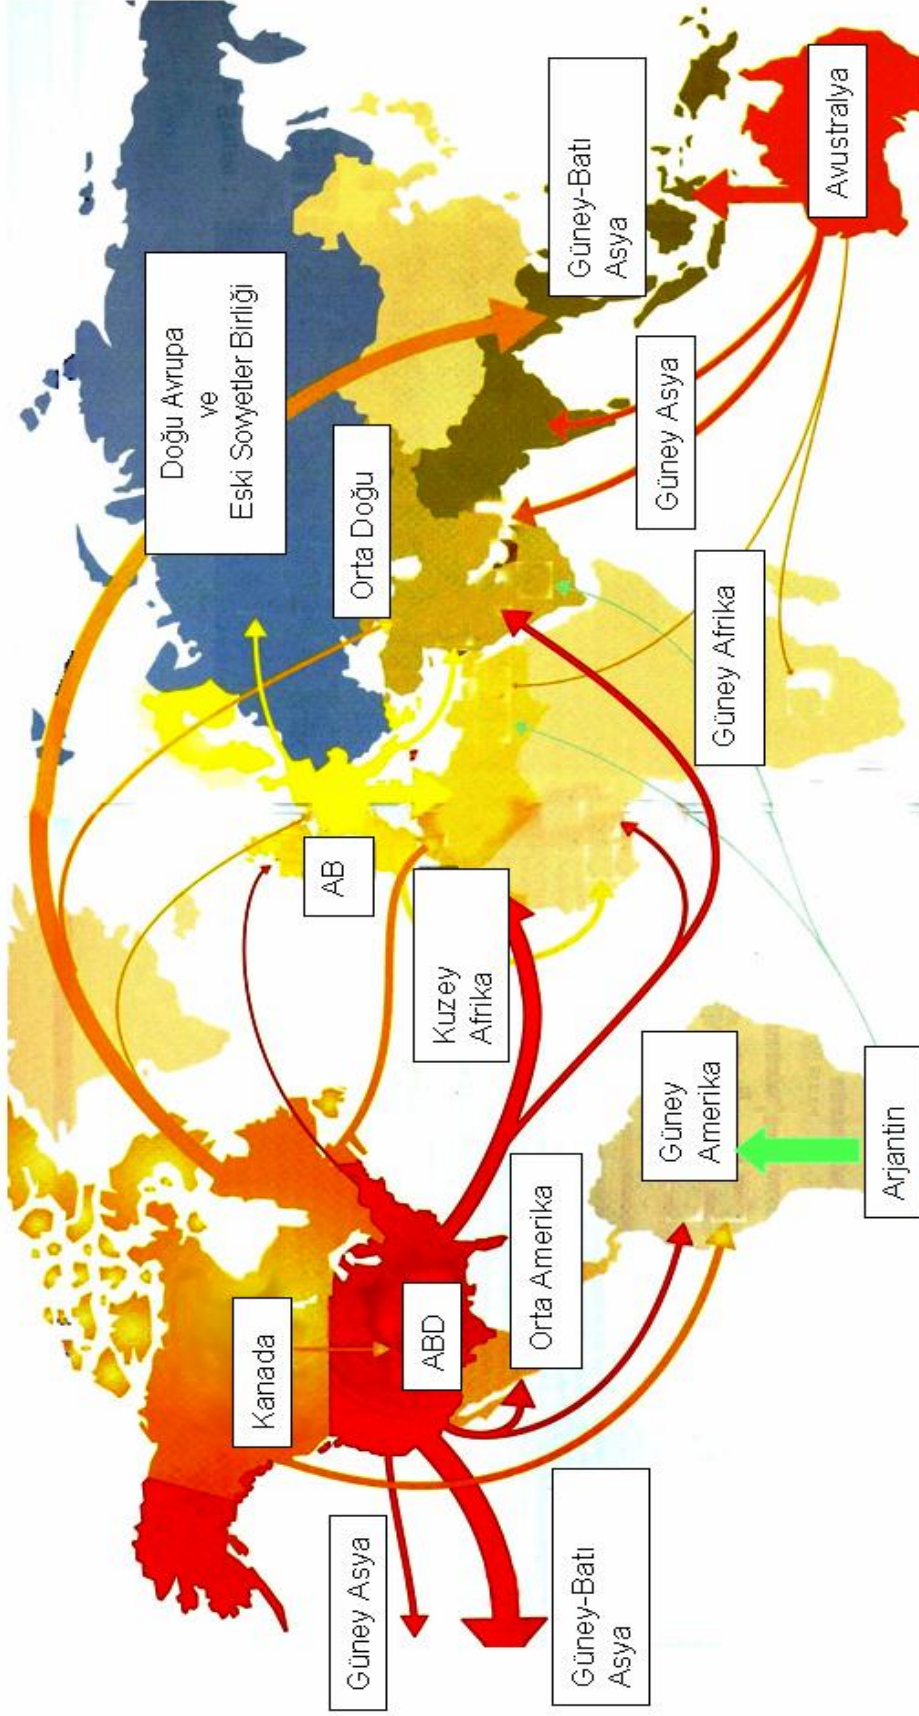 Kanada
ABD
Güney Asya
Güney-Batı
Asya
Orta Amerika
Güney
Amerika
Arjantin
Kuzey
Afrika
AB
Orta Doğu
Doğu Avrupa
ve
Eski Sovyetler Birliği
Güney Afrika
Güney Asya
Güney-Batı
Asya
Avustralya